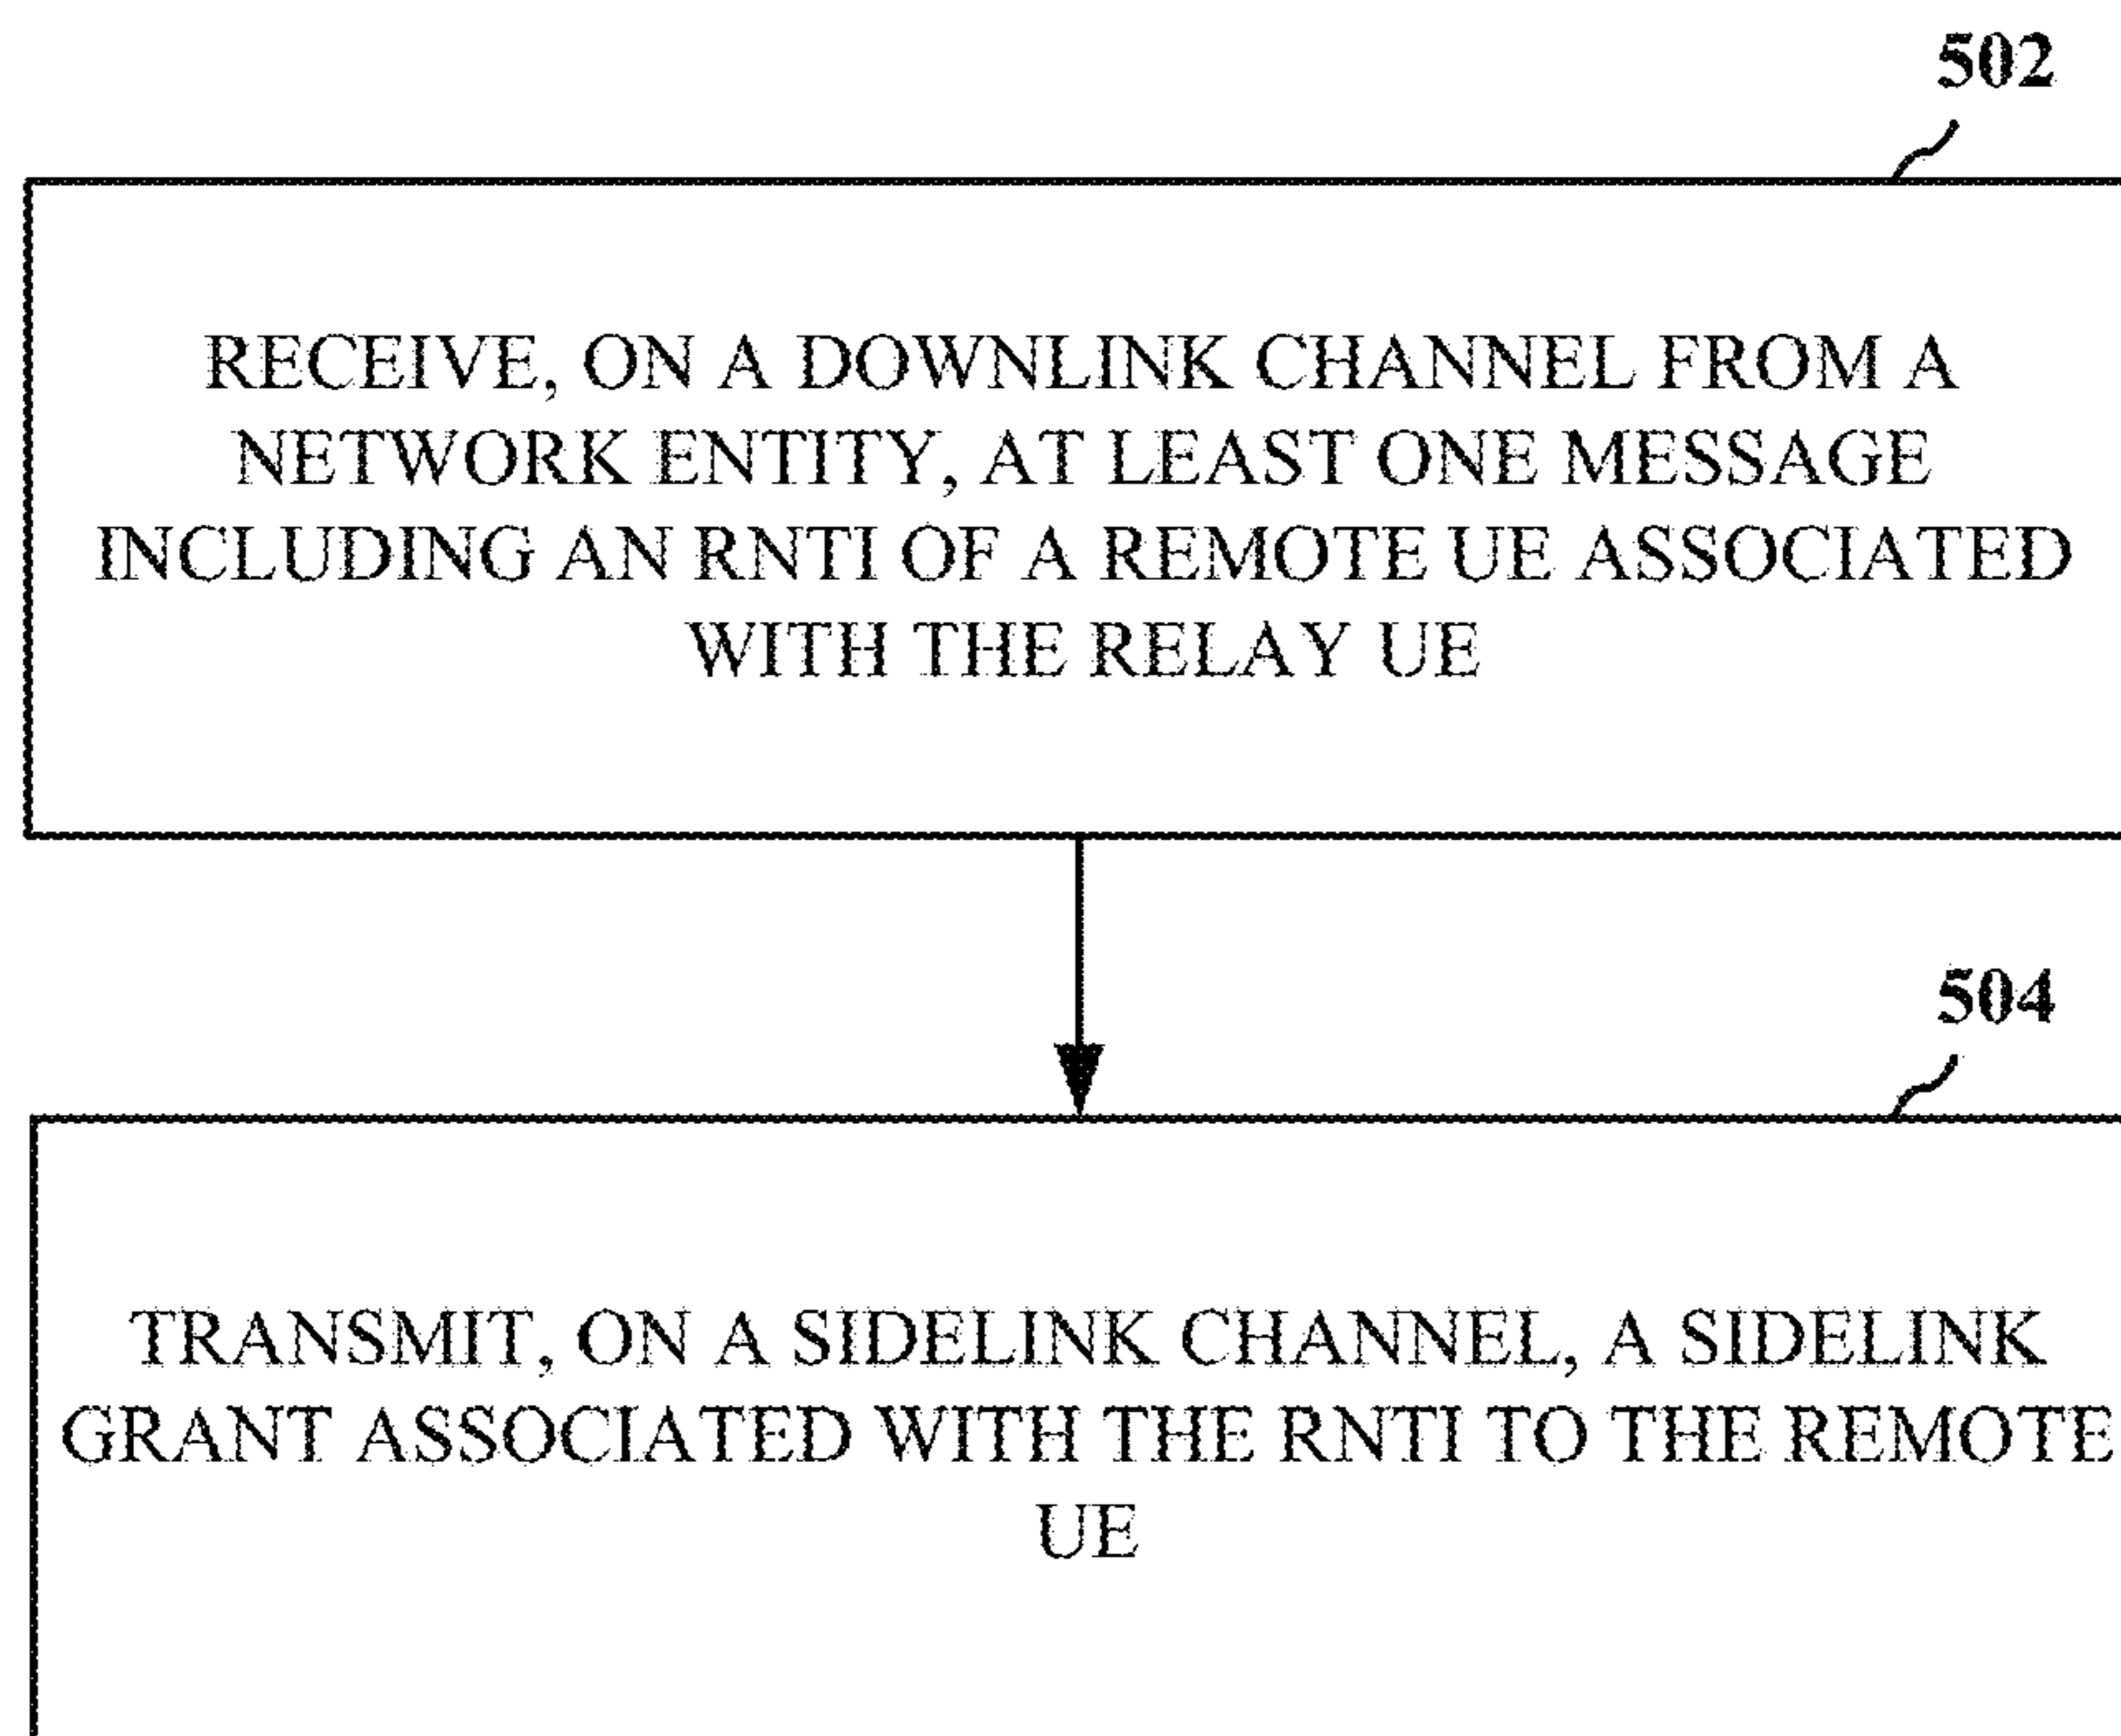 502
RECEIVE, ON A DOWNLINK CHANNEL FROM A
NETWORK ENTITY, AT LEAST ONE MESSAGE
INCLUDING AN RNTI OF A REMOTE UE ASSOCIATED
WITH THE RELAY UE
504
TRANSMIT, ON A SIDELINK CHANNEL, A SIDELINK
GRANT ASSOCIATED WITH THE RNTI TO THE REMOTE
UE